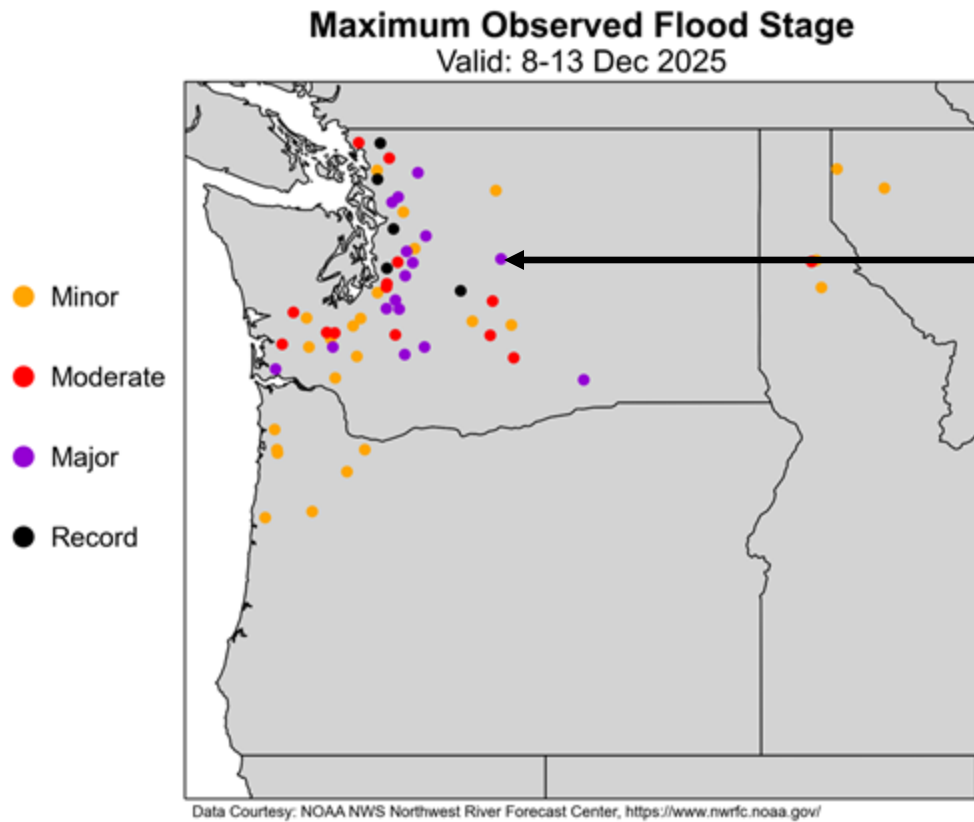 Maximum Observed Flood Stage
Valid: 8-13 Dec 2025
Minor
Moderate
Major
Record
Data Courtesy: NOAA NWS Northwest River Forecast Center, https://www.nwrfc.noaa.gov/